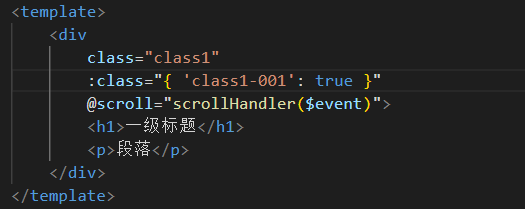 <template>
    <div
        class="class1"
        :class="{ 'class1-001': true }"
        @scroll="scrollHandler($event)">
        <h1>一级标题</h1>
        <p>段落</p>
    </div>
</template>